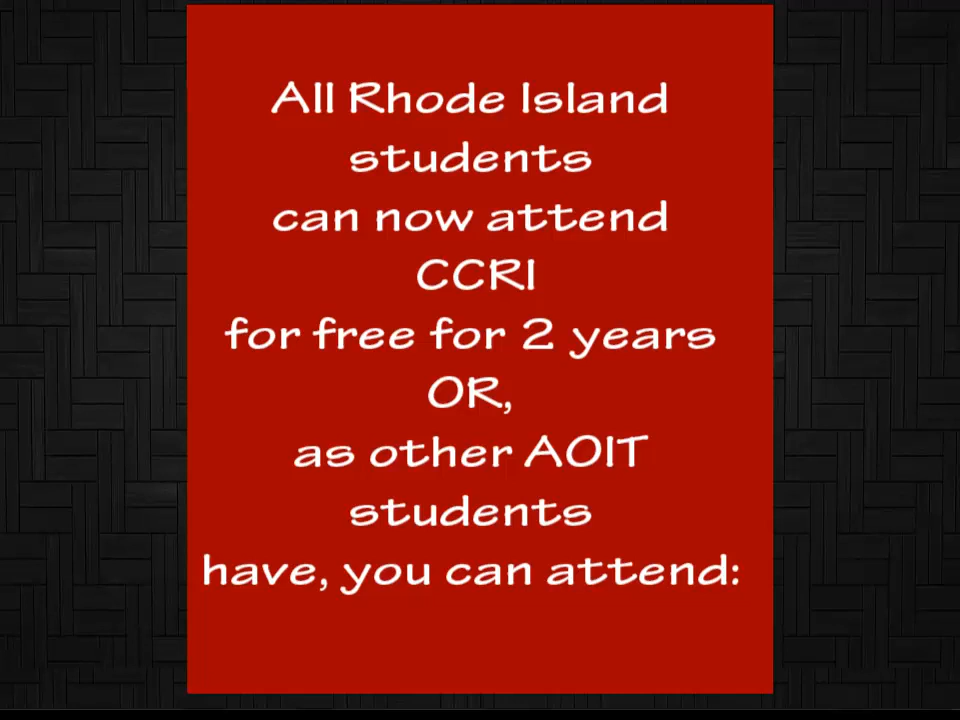 All Rhode Island
students
can now attend
CCRI
for free for 2 years
OR,
as other AOIT
students
have, you can attend: